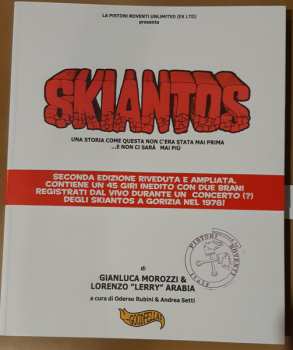 LA PISTONI ROVENTI UNLIMITED (EX LTD)
presenta
SKIANTOS
UNA STORIA COME QUESTA NON C'ERA STATA MAI PRIMA
...E NON CI SARÀ MAI PIÙ
SECONDA EDIZIONE RIVEDUTA E AMPLIATA.
CONTIENE UN 45 GIRI INEDITO CON DUE BRANI
REGISTRATI DAL VIVO DURANTE UN CONCERTO (?)
DEGLI SKIANTOS A GORIZIA NEL 1978!
di
GIANLUCA MOROZZI &
LORENZO "LERRY" ARABIA
a cura di Oderso Rubini & Andrea Setti
PISTONI ROVENTI